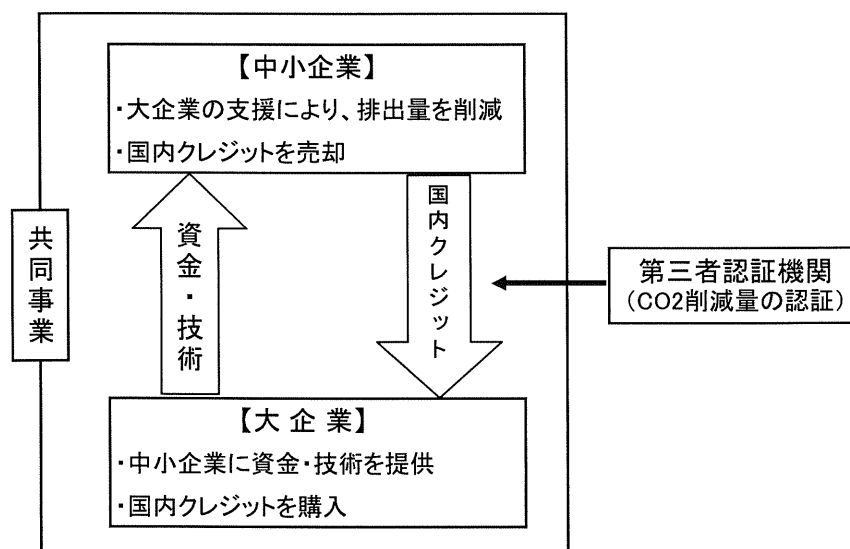 【中小企業】
・大企業の支援により、排出量を削減
・国内クレジットを売却
共同事業
資金・技術
国内クレジット
第三者認証機関
（CO2削減量の認証）
【大 企 業】
・中小企業に資金・技術を提供
・国内クレジットを購入